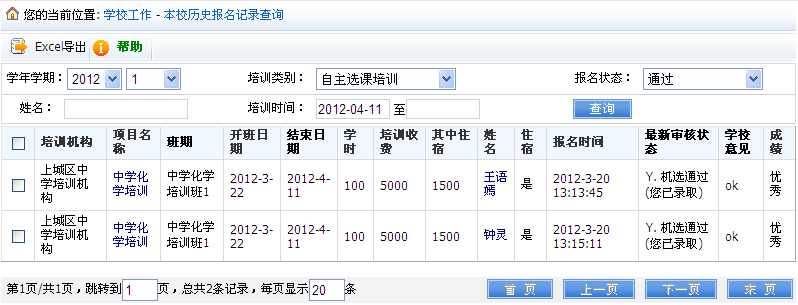 您的当前位置: 学校工作 - 本校历史报名记录查询
Excel导出 帮助
学年学期： 2012 1 培训类别： 自主选课培训 报名状态： 通过
姓名： 培训时间： 2012-04-11 至 查询
培训机构 项目名称 班期 开班日期 结束日期 学时 培训收费 其中住宿 姓名 住宿 报名时间 最新审核状态 学校意见 成绩
上城区中学培训机构 中学化学培训 中学化学培训班1 2012-3-22 2012-4-11 100 5000 1500 王语嫣 是 2012-3-20 13:13:45 Y. 机选通过(您已录取) ok 优秀
上城区中学培训机构 中学化学培训 中学化学培训班1 2012-3-22 2012-4-11 100 5000 1500 钟灵 是 2012-3-20 13:15:11 Y. 机选通过(您已录取) ok 优秀
第1页/共1页，跳转到 1 页，总共2条记录，每页显示 20 条 首 页 上一页 下一页 末 页